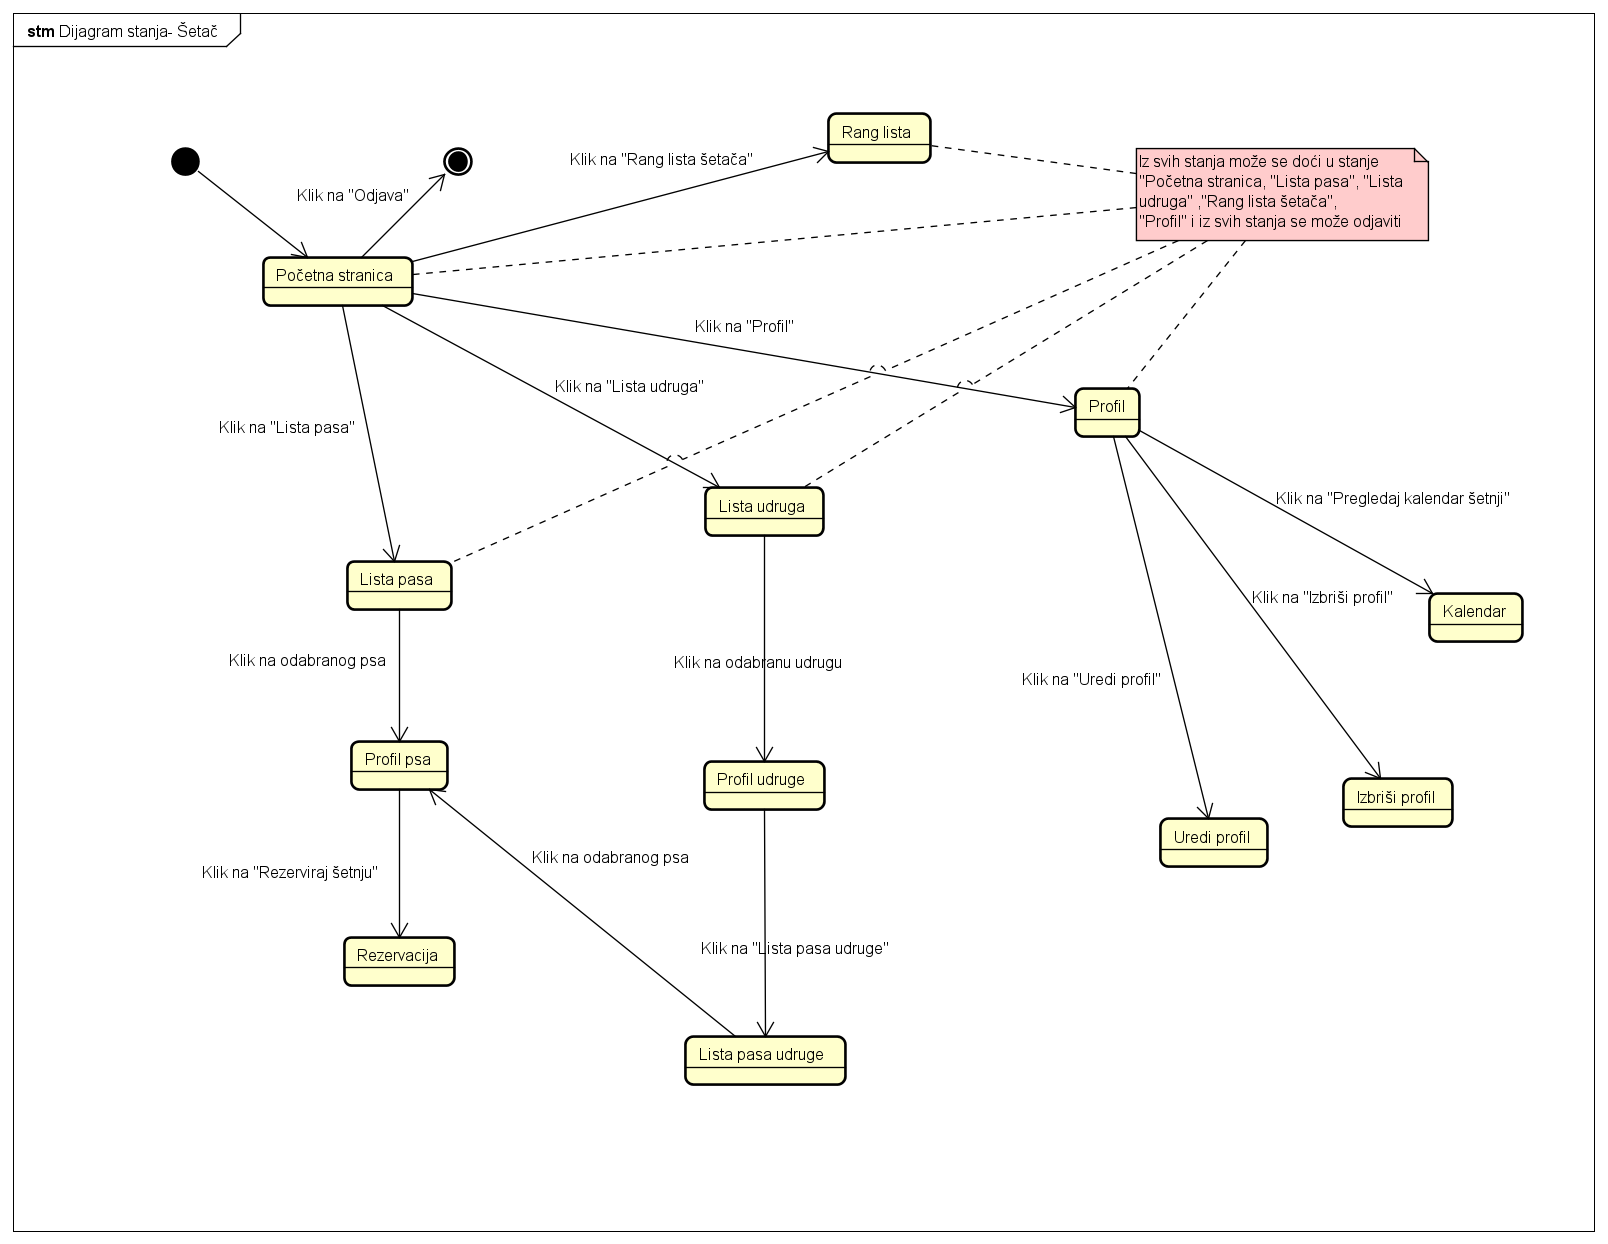 stm Dijagram stanja- Šetač
Rang lista
Klik na "Rang lista šetača"
Iz svih stanja može se doći u stanje
"Početna stranica, "Lista pasa", "Lista
udruga" ,"Rang lista šetača",
"Profil" i iz svih stanja se može odjaviti
Klik na "Odjava"
Početna stranica
Klik na "Profil"
Klik na "Lista udruga"
Profil
Klik na "Lista pasa"
Klik na "Pregledaj kalendar šetnji"
Lista udruga
Lista pasa
Klik na "Izbriši profil"
Kalendar
Klik na odabranog psa
Klik na odabranu udrugu
Klik na "Uredi profil"
Profil psa
Profil udruge
Izbriši profil
Uredi profil
Klik na odabranog psa
Klik na "Rezerviraj šetnju"
Klik na "Lista pasa udruge"
Rezervacija
Lista pasa udruge